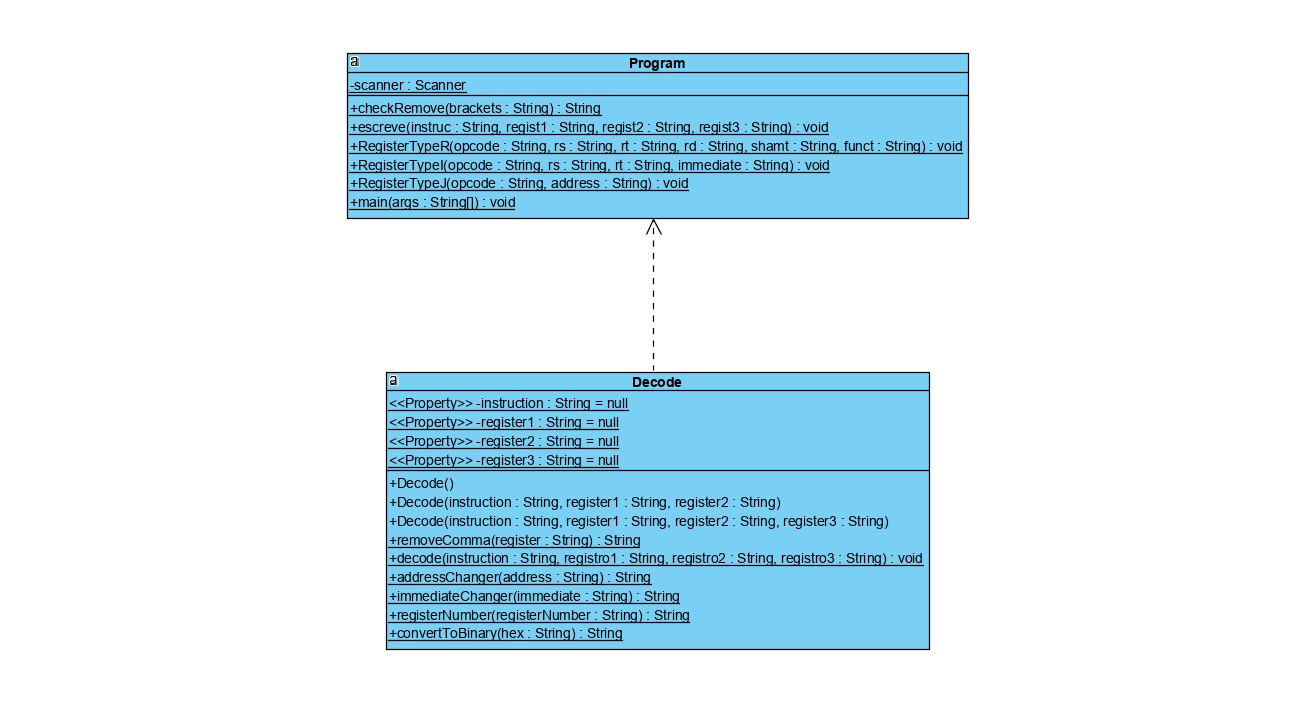 a
Program
-scanner : Scanner
+checkRemove(brackets : String) : String
+escreve(instruc : String, regist1 : String, regist2 : String, regist3 : String) : void
+RegisterTypeR(opcode : String, rs : String, rt : String, rd : String, shamt : String, funct : String) : void
+RegisterTypeI(opcode : String, rs : String, rt : String, immediate : String) : void
+RegisterTypeJ(opcode : String, address : String) : void
+main(args : String[]) : void
a
Decode
<<Property>> -instruction : String = null
<<Property>> -register1 : String = null
<<Property>> -register2 : String = null
<<Property>> -register3 : String = null
+Decode()
+Decode(instruction : String, register1 : String, register2 : String)
+Decode(instruction : String, register1 : String, register2 : String, register3 : String)
+removeComma(register : String) : String
+decode(instruction : String, registro1 : String, registro2 : String, registro3 : String) : void
+addressChanger(address : String) : String
+immediateChanger(immediate : String) : String
+registerNumber(registerNumber : String) : String
+convertToBinary(hex : String) : String